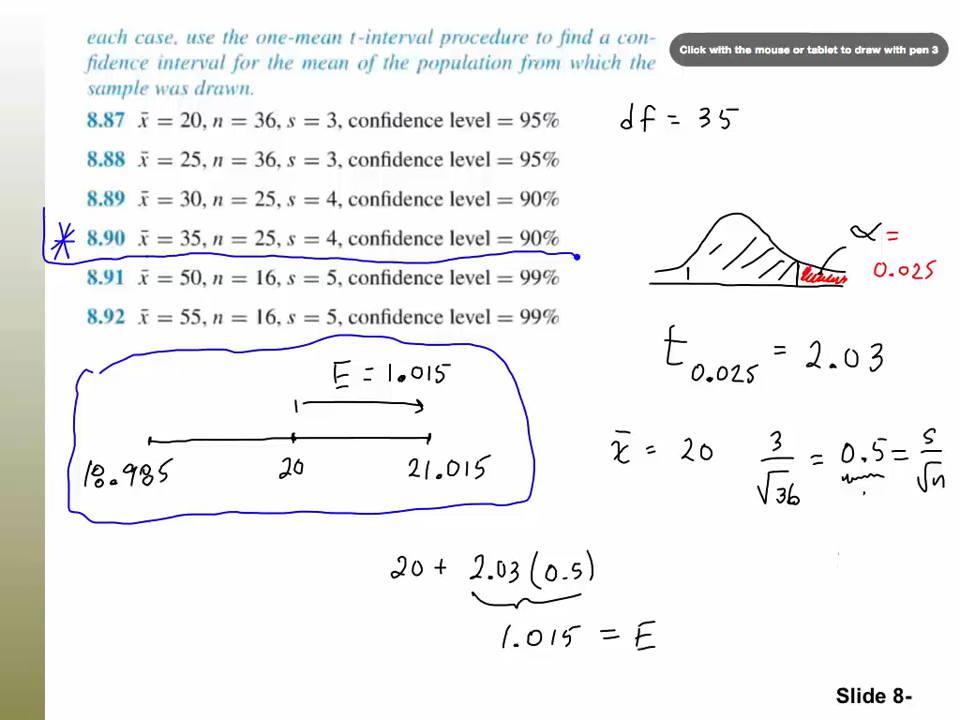 each case, use the one-mean t-interval procedure to find a con-
fidence interval for the mean of the population from which the
sample was drawn.
Click with the mouse or tablet to draw with pen 3
8.87 x̄ = 20, n = 36, s = 3, confidence level = 95%
df = 35
8.88 x̄ = 25, n = 36, s = 3, confidence level = 95%
8.89 x̄ = 30, n = 25, s = 4, confidence level = 90%
* 8.90 x̄ = 35, n = 25, s = 4, confidence level = 90%
α =
0.025
8.91 x̄ = 50, n = 16, s = 5, confidence level = 99%
8.92 x̄ = 55, n = 16, s = 5, confidence level = 99%
t0.025 = 2.03
E = 1.015
18.985 20 21.015
x̄ = 20 3/√36 = 0.5 = s/√n
20 + 2.03(0.5)
1.015 = E
Slide 8-